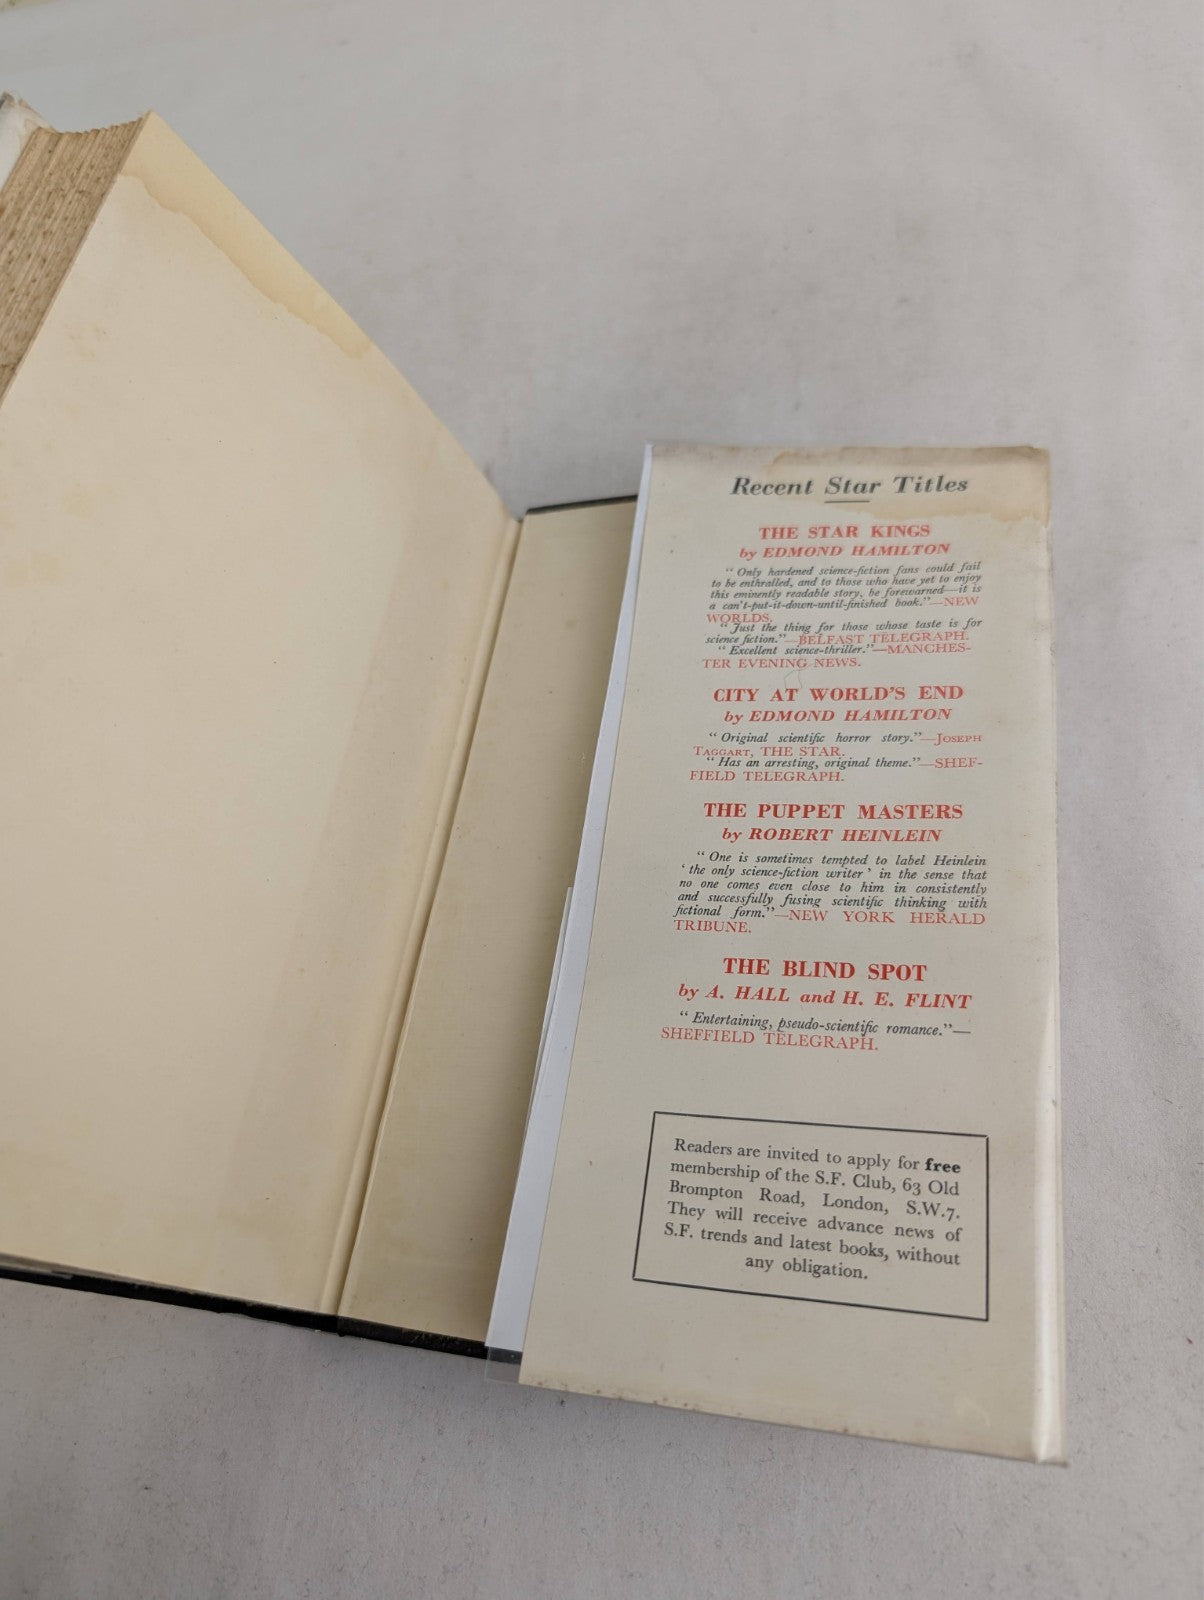 Recent Star Titles
THE STAR KINGS
by EDMOND HAMILTON
" Only hardened science-fiction fans could fail
to be enthralled, and to those who have yet to enjoy
this eminently readable story, be forewarned—it is
a can't-put-it-down-until-finished book."—NEW
WORLDS.
" Just the thing for those whose taste is for
science fiction."—BELFAST TELEGRAPH.
" Excellent science-thriller."—MANCHES-
TER EVENING NEWS.
CITY AT WORLD'S END
by EDMOND HAMILTON
" Original scientific horror story."—JOSEPH
TAGGART, THE STAR.
" Has an arresting, original theme."—SHEF-
FIELD TELEGRAPH.
THE PUPPET MASTERS
by ROBERT HEINLEIN
" One is sometimes tempted to label Heinlein
' the only science-fiction writer ' in the sense that
no one comes even close to him in consistently
and successfully fusing scientific thinking with
fictional form."—NEW YORK HERALD
TRIBUNE.
THE BLIND SPOT
by A. HALL and H. E. FLINT
" Entertaining, pseudo-scientific romance."—
SHEFFIELD TELEGRAPH.
Readers are invited to apply for free
membership of the S.F. Club, 63 Old
Brompton Road, London, S.W.7.
They will receive advance news of
S.F. trends and latest books, without
any obligation.